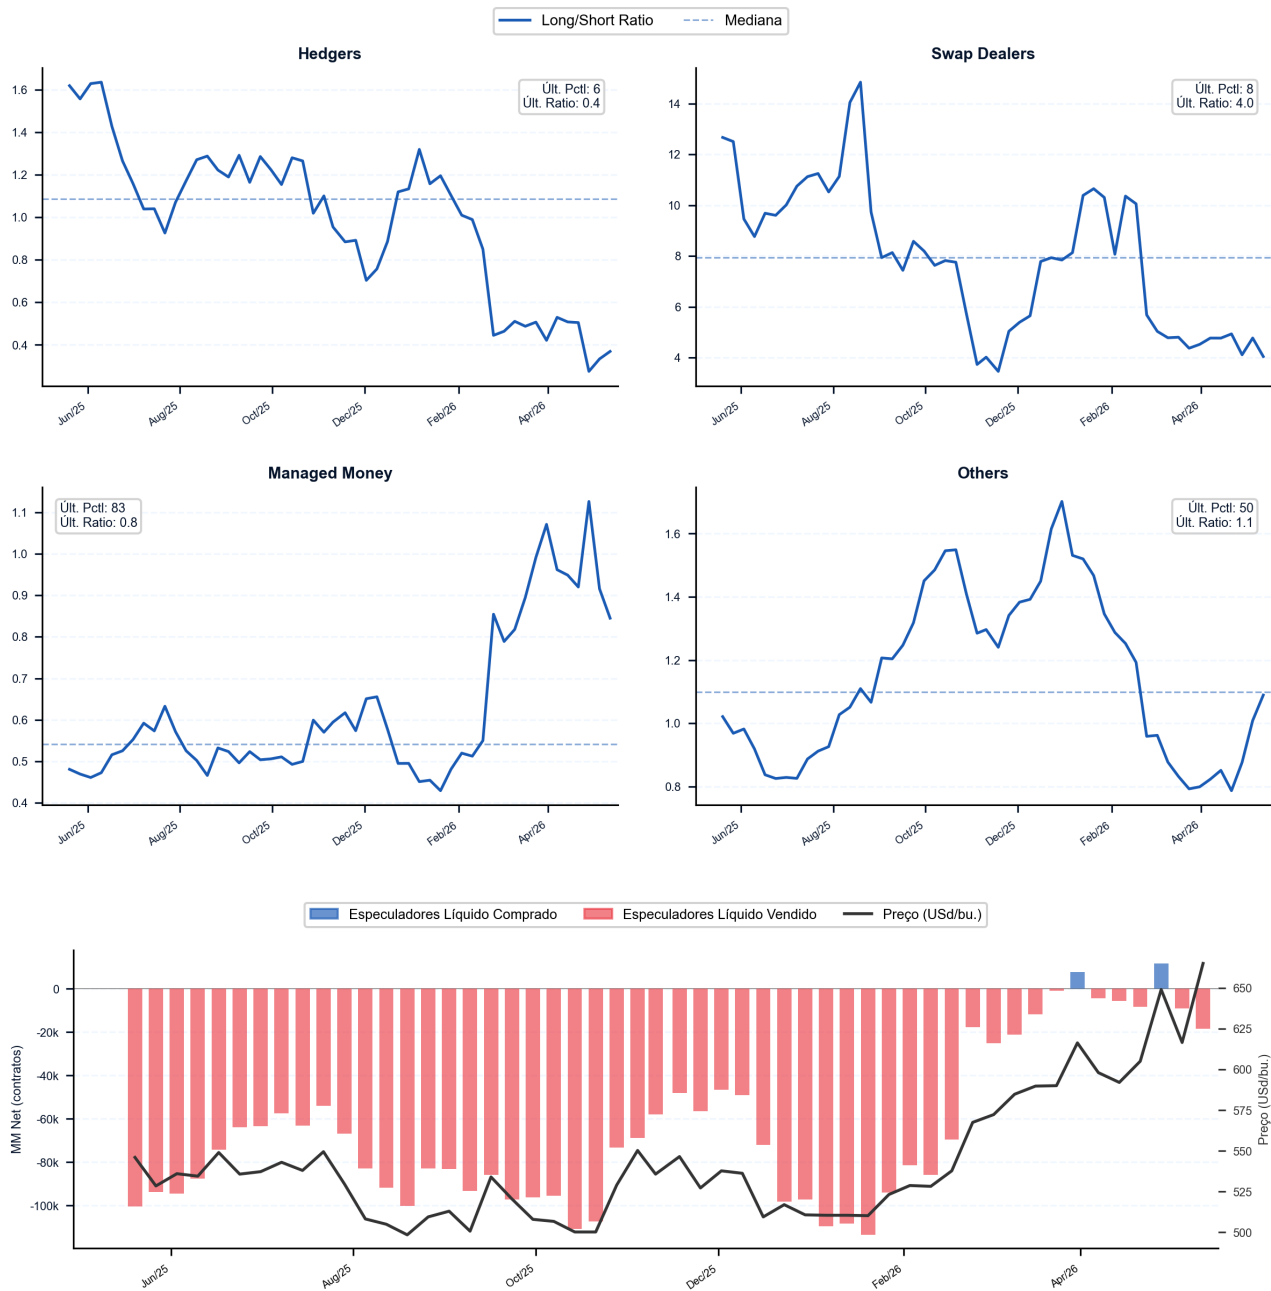 Long/Short Ratio
Mediana
Hedgers
Últ. Pctl: 6
Últ. Ratio: 0.4
1.6
1.4
1.2
1.0
0.8
0.6
0.4
Jun/25
Aug/25
Oct/25
Dec/25
Feb/26
Apr/26
Swap Dealers
Últ. Pctl: 8
Últ. Ratio: 4.0
14
12
10
8
6
4
Jun/25
Aug/25
Oct/25
Dec/25
Feb/26
Apr/26
Managed Money
Últ. Pctl: 83
Últ. Ratio: 0.8
1.1
1.0
0.9
0.8
0.7
0.6
0.5
0.4
Jun/25
Aug/25
Oct/25
Dec/25
Feb/26
Apr/26
Others
Últ. Pctl: 50
Últ. Ratio: 1.1
1.6
1.4
1.2
1.0
0.8
Jun/25
Aug/25
Oct/25
Dec/25
Feb/26
Apr/26
Especuladores Líquido Comprado
Especuladores Líquido Vendido
Preço (USd/bu.)
MM Net (contratos)
0
-20k
-40k
-60k
-80k
-100k
650
625
600
575
550
525
500
Preço (USd/bu.)
Jun/25
Aug/25
Oct/25
Dec/25
Feb/26
Apr/26